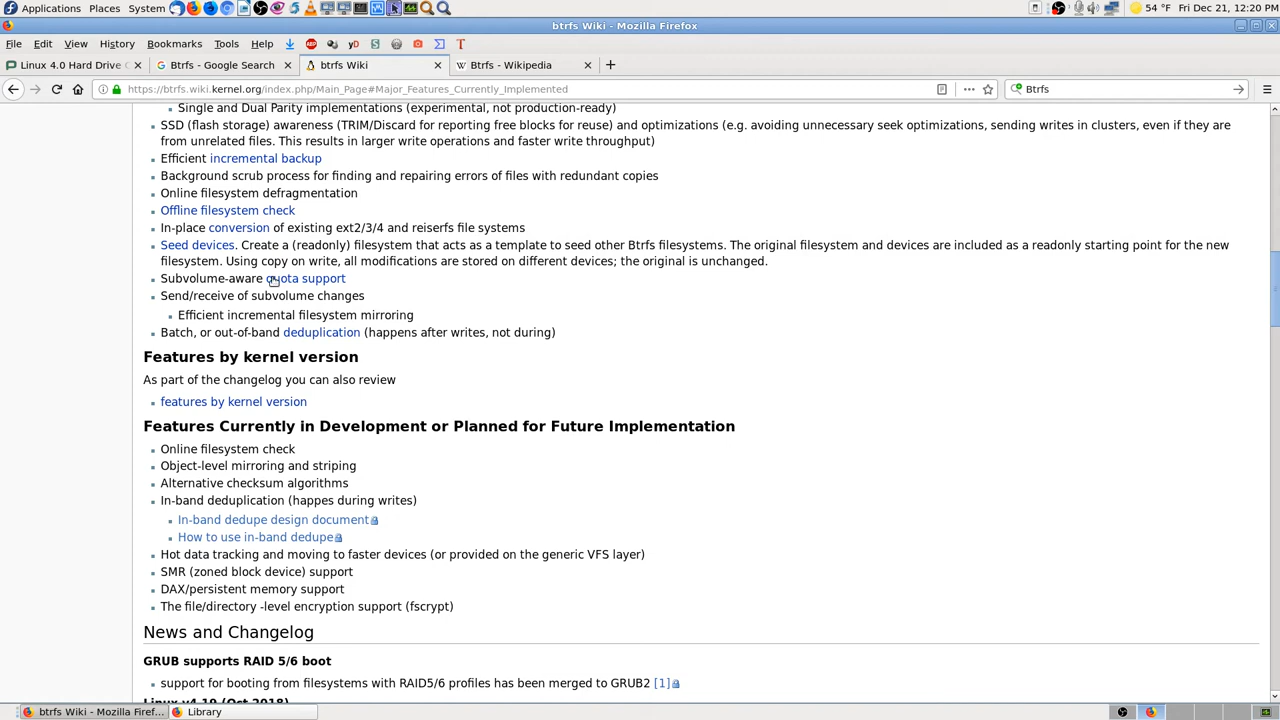 Applications Places System 54 °F Fri Dec 21, 12:20 PM
btrfs Wiki - Mozilla Firefox
File Edit View History Bookmarks Tools Help
Linux 4.0 Hard Drive C Btrfs - Google Search btrfs Wiki Btrfs - Wikipedia
https://btrfs.wiki.kernel.org/index.php/Main_Page#Major_Features_Currently_Implemented Btrfs
Single and Dual Parity implementations (experimental, not production-ready)
SSD (flash storage) awareness (TRIM/Discard for reporting free blocks for reuse) and optimizations (e.g. avoiding unnecessary seek optimizations, sending writes in clusters, even if they are
from unrelated files. This results in larger write operations and faster write throughput)
Efficient incremental backup
Background scrub process for finding and repairing errors of files with redundant copies
Online filesystem defragmentation
Offline filesystem check
In-place conversion of existing ext2/3/4 and reiserfs file systems
Seed devices. Create a (readonly) filesystem that acts as a template to seed other Btrfs filesystems. The original filesystem and devices are included as a readonly starting point for the new
filesystem. Using copy on write, all modifications are stored on different devices; the original is unchanged.
Subvolume-aware quota support
Send/receive of subvolume changes
Efficient incremental filesystem mirroring
Batch, or out-of-band deduplication (happens after writes, not during)
Features by kernel version
As part of the changelog you can also review
features by kernel version
Features Currently in Development or Planned for Future Implementation
Online filesystem check
Object-level mirroring and striping
Alternative checksum algorithms
In-band deduplication (happes during writes)
In-band dedupe design document
How to use in-band dedupe
Hot data tracking and moving to faster devices (or provided on the generic VFS layer)
SMR (zoned block device) support
DAX/persistent memory support
The file/directory -level encryption support (fscrypt)
News and Changelog
GRUB supports RAID 5/6 boot
support for booting from filesystems with RAID5/6 profiles has been merged to GRUB2 [1]
Linux v4.19 (Oct 2018)
btrfs Wiki - Mozilla Firef... Library